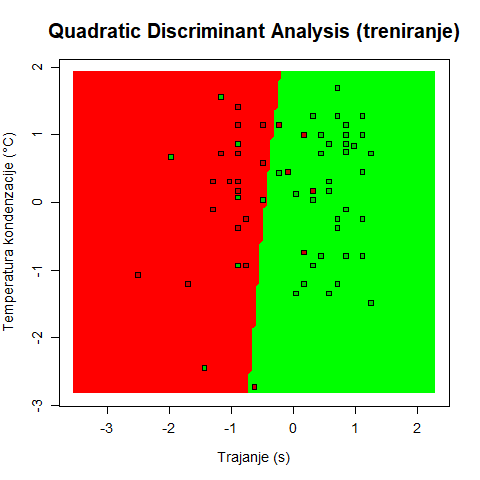 Quadratic Discriminant Analysis (treniranje)
Temperatura kondenzacije (°C)
2
1
0
-1
-2
-3
-3 -2 -1 0 1 2
Trajanje (s)